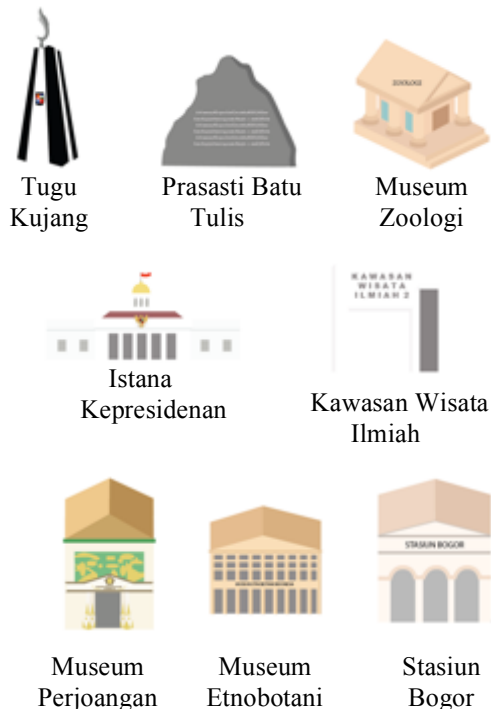 ZOOLOGI
Tugu
Kujang
Prasasti Batu
Tulis
Museum
Zoologi
KAWASAN
WISATA
ILMIAH 2
Istana
Kepresidenan
Kawasan Wisata
Ilmiah
STASIUN BOGOR
Museum
Perjoangan
Museum
Etnobotani
Stasiun
Bogor